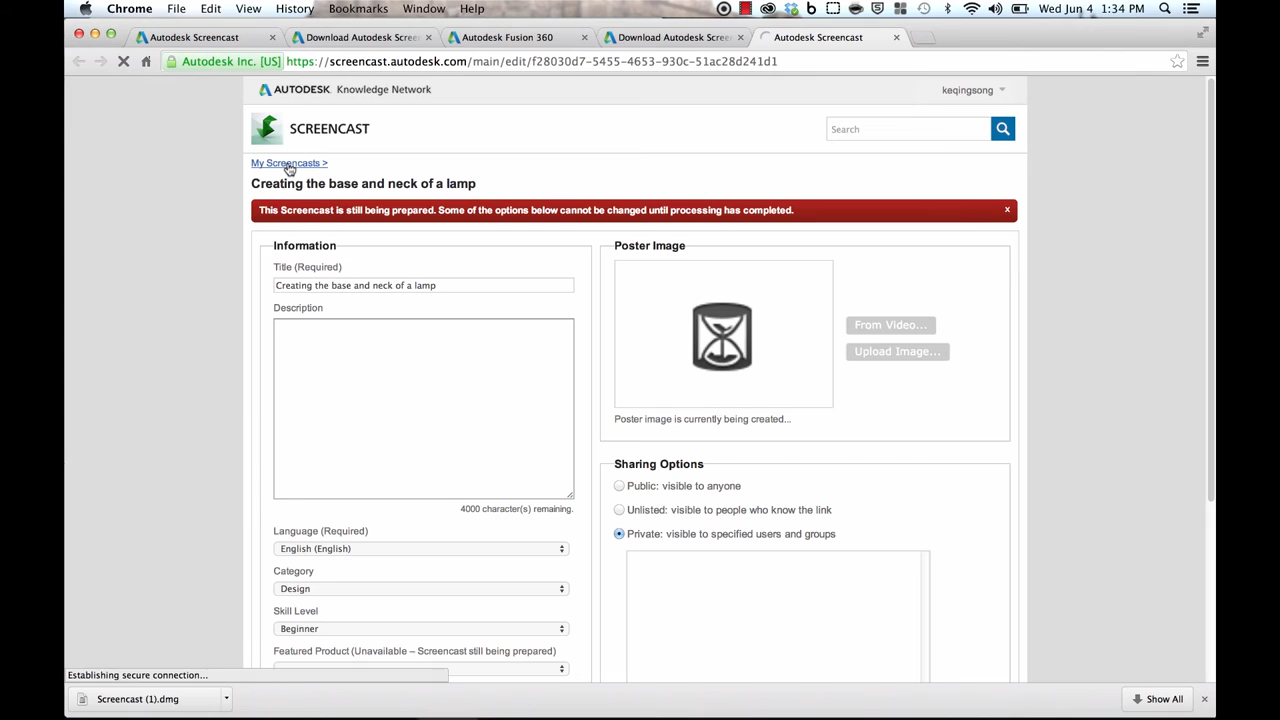 Chrome File Edit View History Bookmarks Window Help Wed Jun 4 1:34 PM
Autodesk Screencast Download Autodesk Scree Autodesk Fusion 360 Download Autodesk Scree Autodesk Screencast
Autodesk Inc. [US] https://screencast.autodesk.com/main/edit/f28030d7-5455-4653-930c-51ac28d241d1
AUTODESK. Knowledge Network keqingsong
SCREENCAST Search
My Screencasts >
Creating the base and neck of a lamp
This Screencast is still being prepared. Some of the options below cannot be changed until processing has completed. x
Information
Title (Required)
Creating the base and neck of a lamp
Description
4000 character(s) remaining.
Language (Required)
English (English)
Category
Design
Skill Level
Beginner
Featured Product (Unavailable – Screencast still being prepared)
Poster Image
From Video...
Upload Image...
Poster image is currently being created...
Sharing Options
Public: visible to anyone
Unlisted: visible to people who know the link
Private: visible to specified users and groups
Establishing secure connection...
Screencast (1).dmg Show All